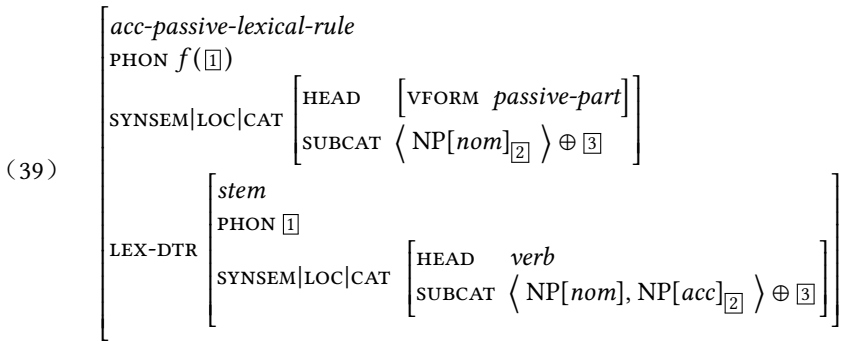 （39）
acc-passive-lexical-rule
PHON f(1)
SYNSEM|LOC|CAT [HEAD [VFORM passive-part]
SUBCAT ⟨ NP[nom]2 ⟩ ⊕ 3]
LEX-DTR [stem
PHON 1
SYNSEM|LOC|CAT [HEAD verb
SUBCAT ⟨ NP[nom], NP[acc]2 ⟩ ⊕ 3]]